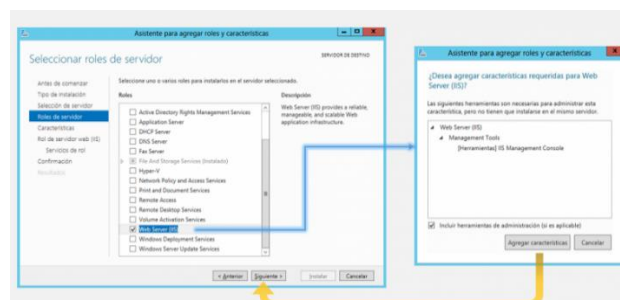 Asistente para agregar roles y características
Seleccionar roles de servidor
SERVIDOR DE DESTINO
Antes de comenzar
Tipo de instalación
Selección de servidor
Roles de servidor
Características
Rol de servidor web (IIS)
Servicios de rol
Confirmación
Resultados
Seleccione uno o varios roles para instalarlos en el servidor seleccionado.
Roles
Active Directory Rights Management Services
Application Server
DHCP Server
DNS Server
Fax Server
File And Storage Services (Instalado)
Hyper-V
Network Policy and Access Services
Print and Document Services
Remote Access
Remote Desktop Services
Volume Activation Services
Web Server (IIS)
Windows Deployment Services
Windows Server Update Services
Descripción
Web Server (IIS) provides a reliable,
manageable, and scalable Web
application infrastructure.
< Anterior
Siguiente >
Instalar
Cancelar
Asistente para agregar roles y características
¿Desea agregar características requeridas para Web
Server (IIS)?
Las siguientes herramientas son necesarias para administrar esta
característica, pero no tienen que instalarse en el mismo servidor.
Web Server (IIS)
Management Tools
[Herramientas] IIS Management Console
Incluir herramientas de administración (si es aplicable)
Agregar características
Cancelar